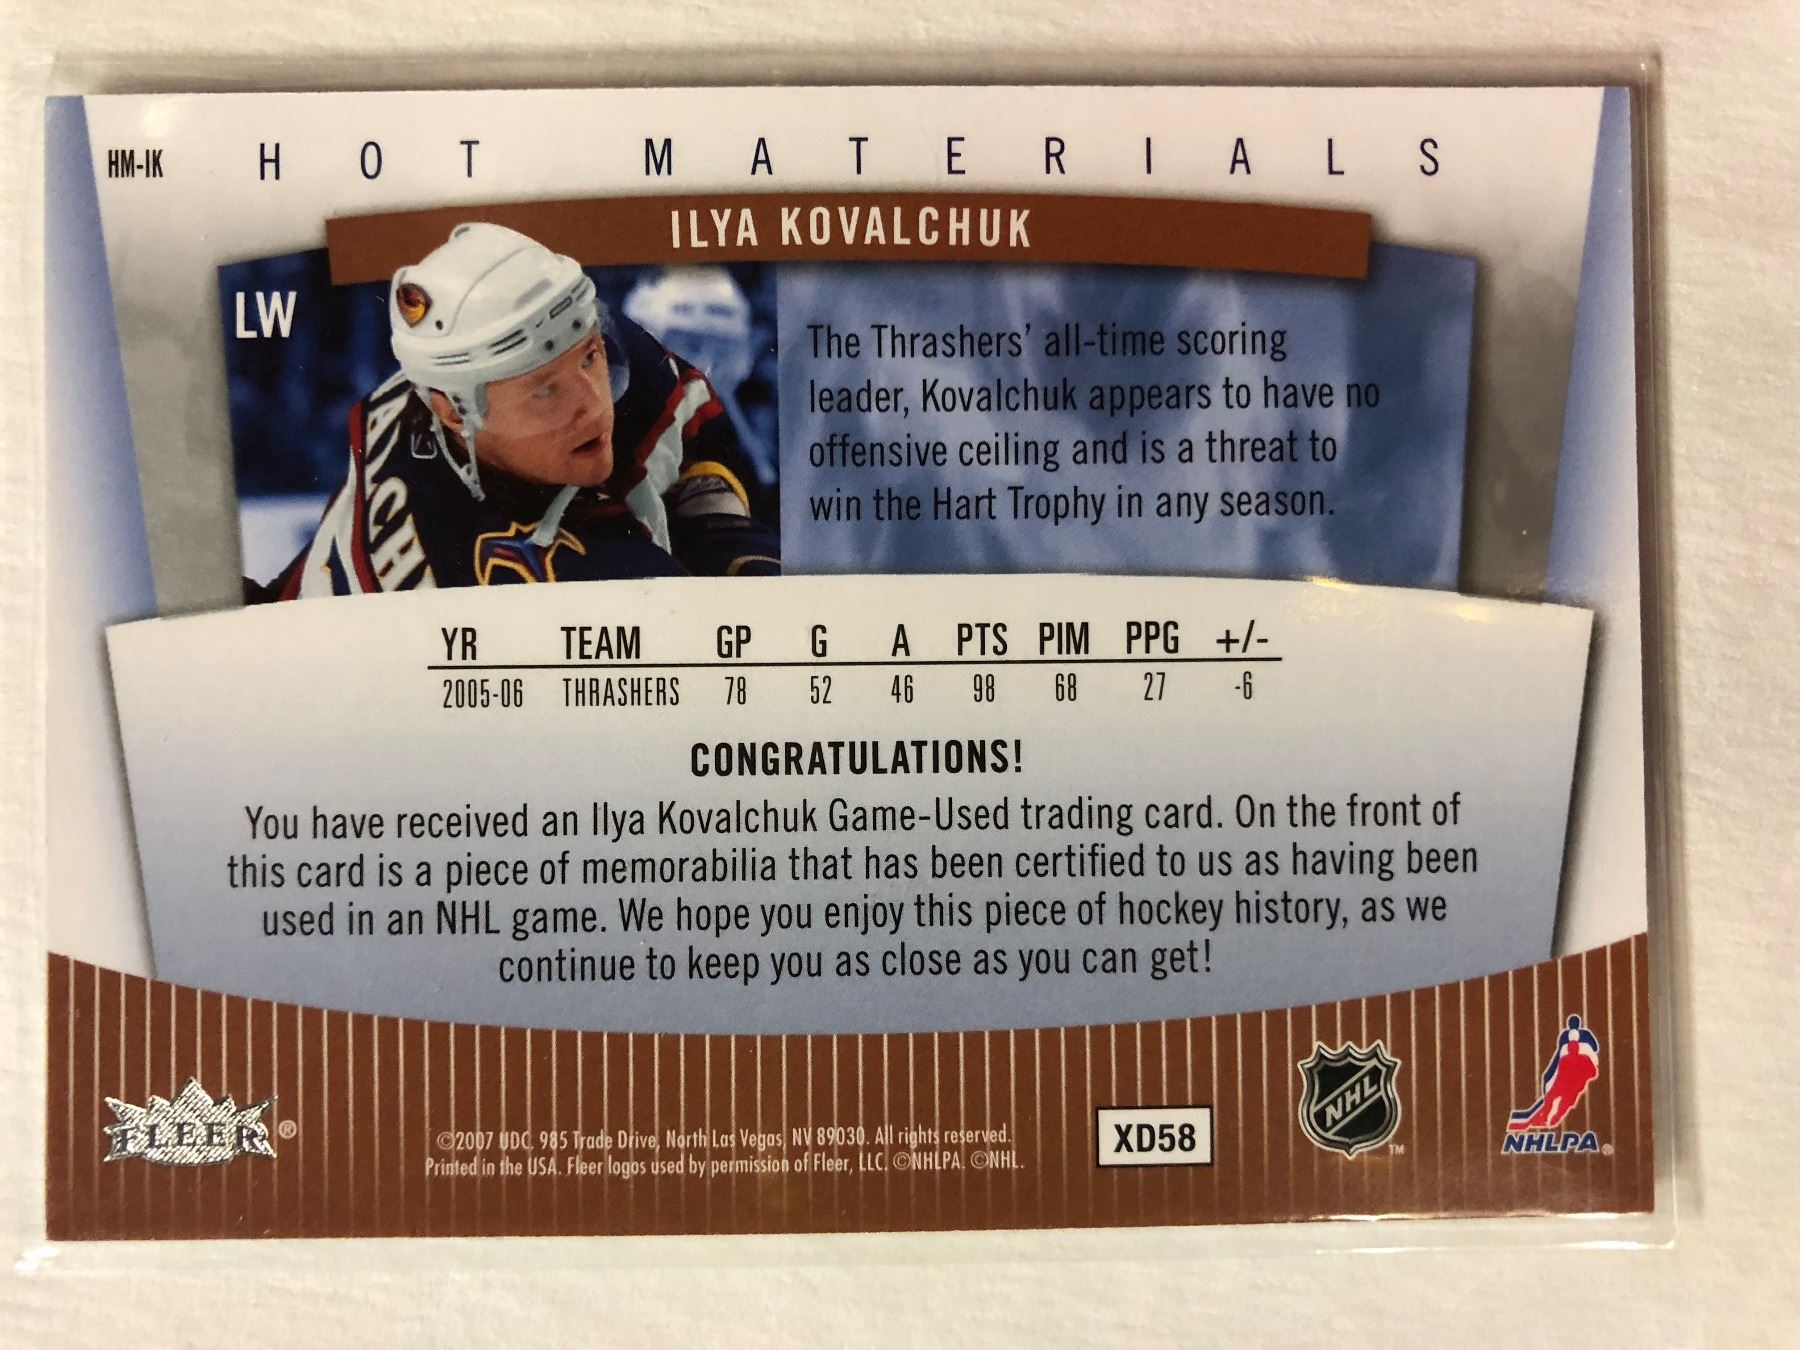 HM-IK HOT MATERIALS
ILYA KOVALCHUK
LW
The Thrashers' all-time scoring
leader, Kovalchuk appears to have no
offensive ceiling and is a threat to
win the Hart Trophy in any season.
YR TEAM GP G A PTS PIM PPG +/-
2005-06 THRASHERS 78 52 46 98 68 27 -6
CONGRATULATIONS!
You have received an Ilya Kovalchuk Game-Used trading card. On the front of
this card is a piece of memorabilia that has been certified to us as having been
used in an NHL game. We hope you enjoy this piece of hockey history, as we
continue to keep you as close as you can get!
FLEER®
©2007 UDC. 985 Trade Drive, North Las Vegas, NV 89030. All rights reserved.
Printed in the USA. Fleer logos used by permission of Fleer, LLC. ©NHLPA. ©NHL.
XD58
NHL™
NHLPA®